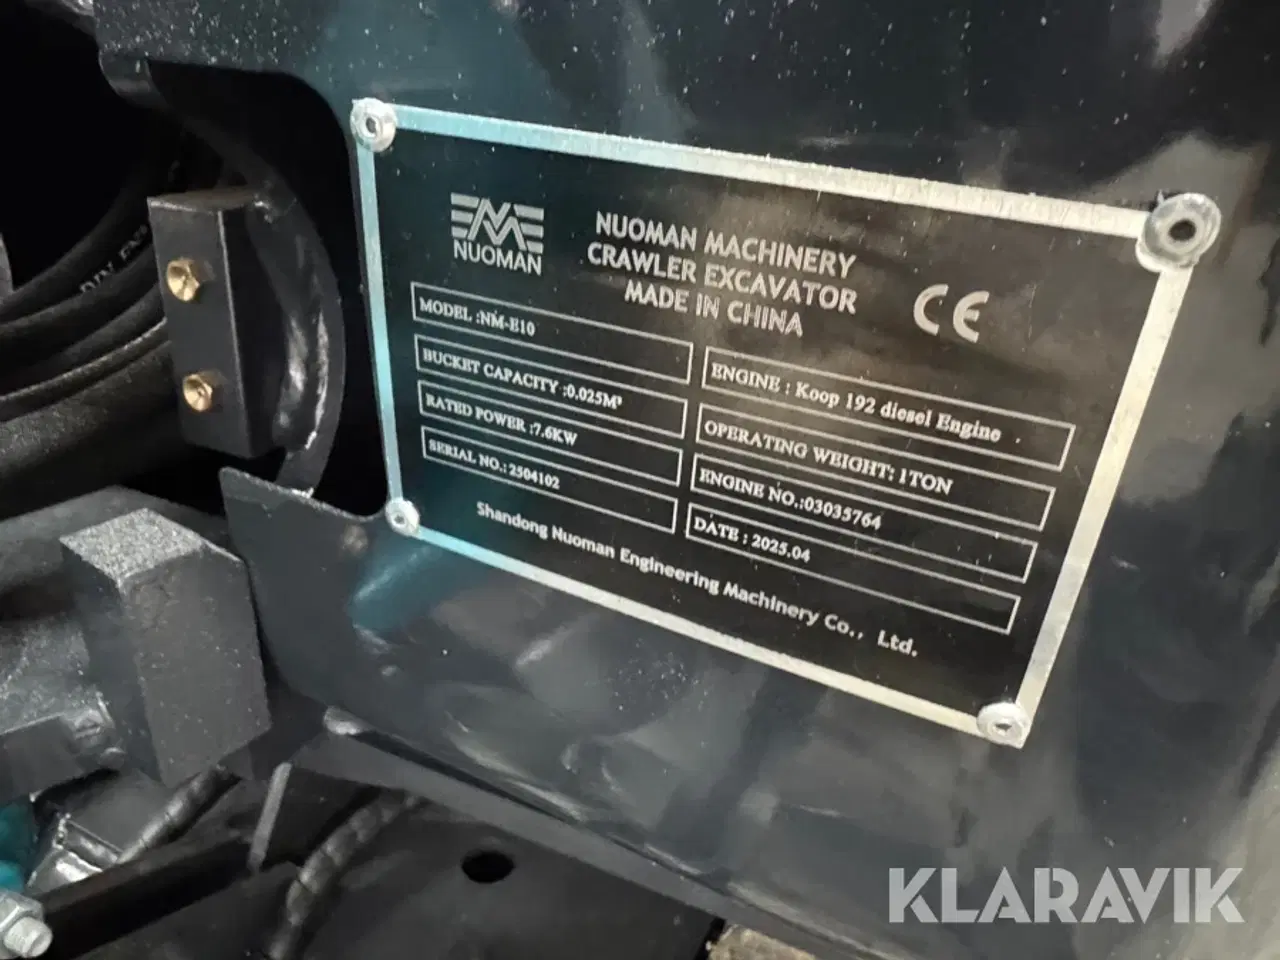 NUOMAN
NUOMAN MACHINERY
CRAWLER EXCAVATOR
MADE IN CHINA
CE
MODEL :NM-E10
ENGINE : Koop 192 diesel Engine
BUCKET CAPACITY :0.025M³
OPERATING WEIGHT: 1TON
RATED POWER :7.6KW
ENGINE NO.:03035764
SERIAL NO.: 2504102
DATE : 2025.04
Shandong Nuoman Engineering Machinery Co., Ltd.
KLARAVIK